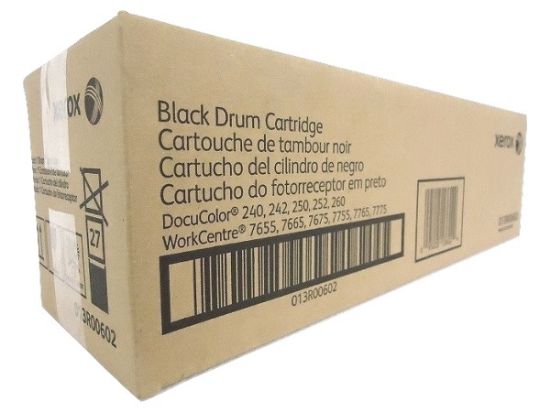 xerox
27
013R00602
Black Drum Cartridge
Cartouche de tambour noir
Cartucho del cilindro de negro
Cartucho do fotorreceptor em preto
DocuColor® 240, 242, 250, 252, 260
WorkCentre® 7655, 7665, 7675, 7755, 7765, 7775
013R00602
xerox